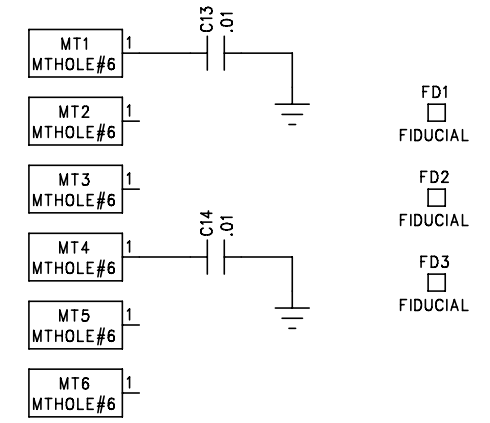 C13
.01
MT1
MTHOLE#6
1
MT2
MTHOLE#6
1
FD1
FIDUCIAL
MT3
MTHOLE#6
1
FD2
FIDUCIAL
C14
.01
MT4
MTHOLE#6
1
FD3
FIDUCIAL
MT5
MTHOLE#6
1
MT6
MTHOLE#6
1